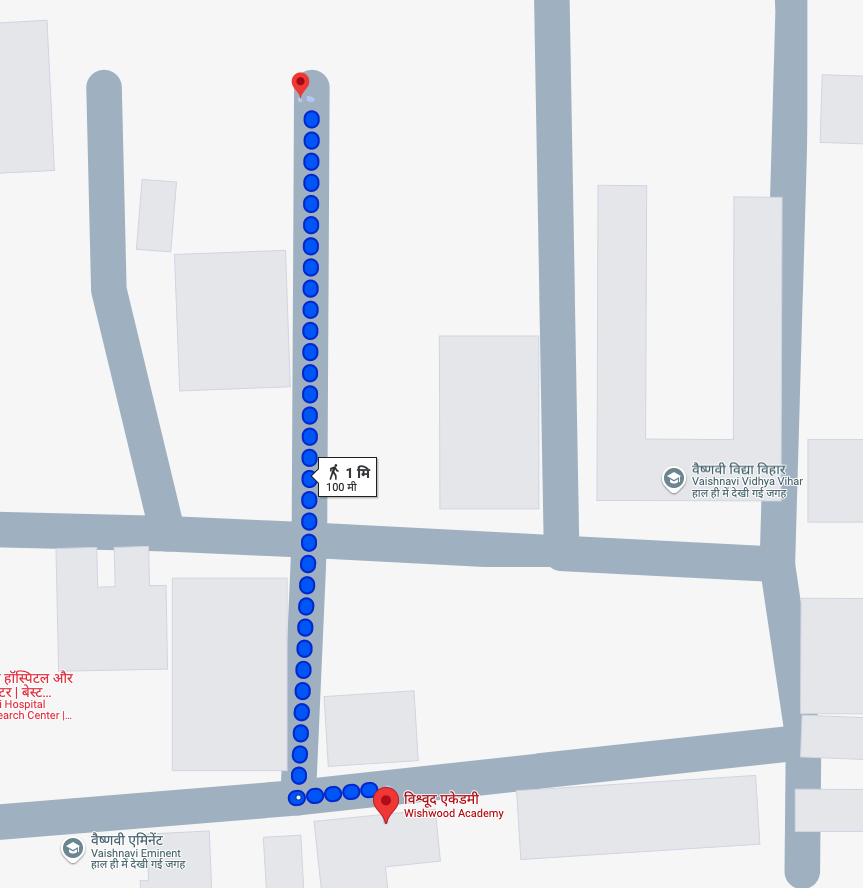 1 मि
100 मी
वैष्णवी विद्या विहार
Vaishnavi Vidhya Vihar
हाल ही में देखी गई जगह
हॉस्पिटल और
टर | बेस्ट...
i Hospital
earch Center |...
विश्वूद एकेडमी
Wishwood Academy
वैष्णवी एमिनेंट
Vaishnavi Eminent
हाल ही में देखी गई जगह